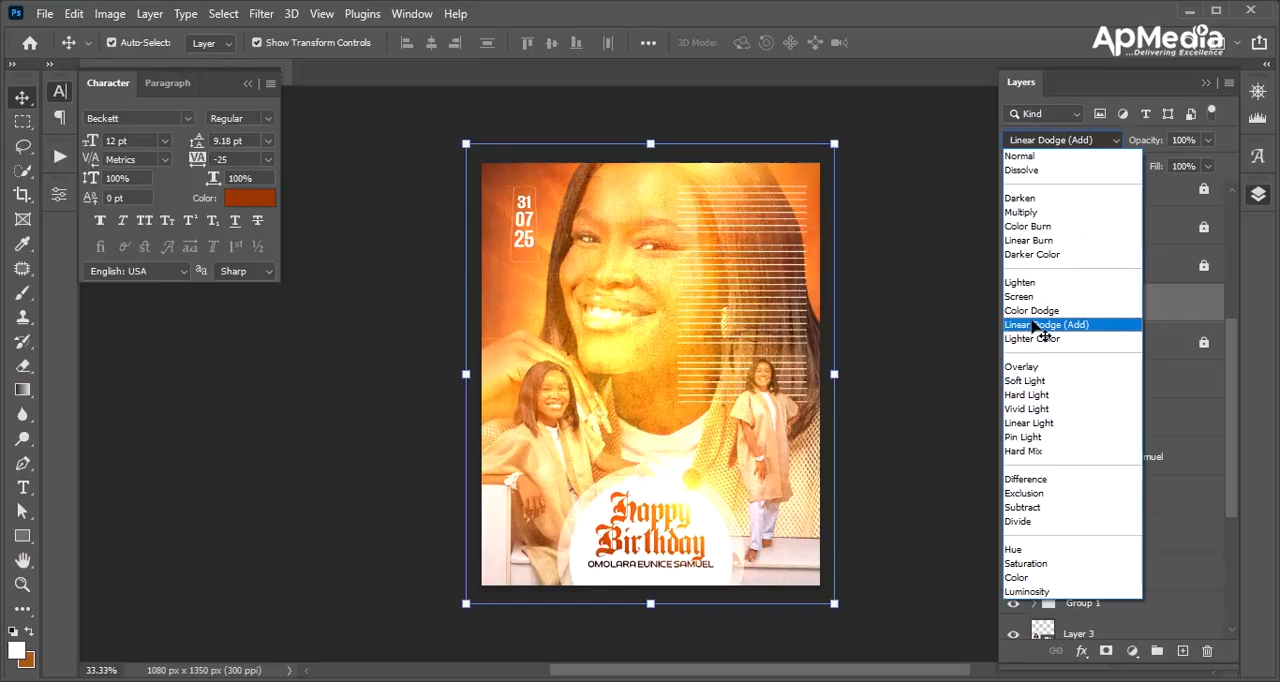 Ps File Edit Image Layer Type Select Filter 3D View Plugins Window Help
Auto-Select: Layer Show Transform Controls 3D Mode:
ApMedia
...Delivering Excellence
Character Paragraph
Beckett Regular
12 pt 9.18 pt
Metrics -25
100% 100%
0 pt Color:
English: USA Sharp
31
07
25
Happy
Birthday
OMOLARA EUNICE SAMUEL
Layers
Kind
Linear Dodge (Add) Opacity: 100%
Fill: 100%
Normal
Dissolve
Darken
Multiply
Color Burn
Linear Burn
Darker Color
Lighten
Screen
Color Dodge
Linear Dodge (Add)
Lighter Color
Overlay
Soft Light
Hard Light
Vivid Light
Linear Light
Pin Light
Hard Mix
muel
Difference
Exclusion
Subtract
Divide
Hue
Saturation
Color
Luminosity
Group 1
Layer 3
33.33% 1080 px x 1350 px (300 ppi)